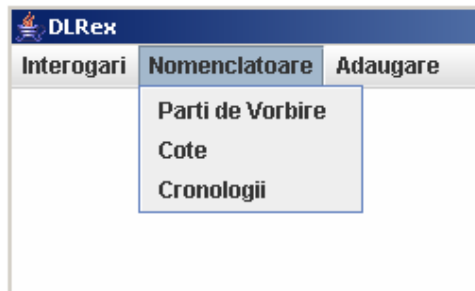 DLRex
Interogari Nomenclatoare Adaugare
Parti de Vorbire
Cote
Cronologii